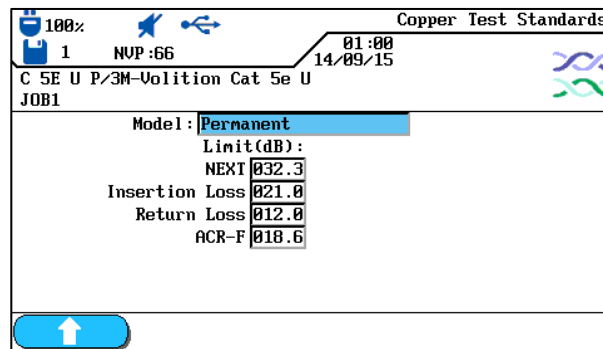 100% Copper Test Standards
1 NVP:66 01:00
14/09/15
C 5E U P/3M-Volition Cat 5e U
JOB1
Model: Permanent
Limit(dB):
NEXT 032.3
Insertion Loss 021.0
Return Loss 012.0
ACR-F 018.6